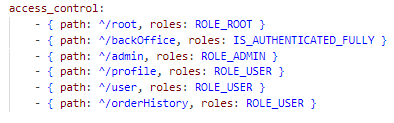 access_control:
    - { path: ^/root, roles: ROLE_ROOT }
    - { path: ^/backOffice, roles: IS_AUTHENTICATED_FULLY }
    - { path: ^/admin, roles: ROLE_ADMIN }
    - { path: ^/profile, roles: ROLE_USER }
    - { path: ^/user, roles: ROLE_USER }
    - { path: ^/orderHistory, roles: ROLE_USER }